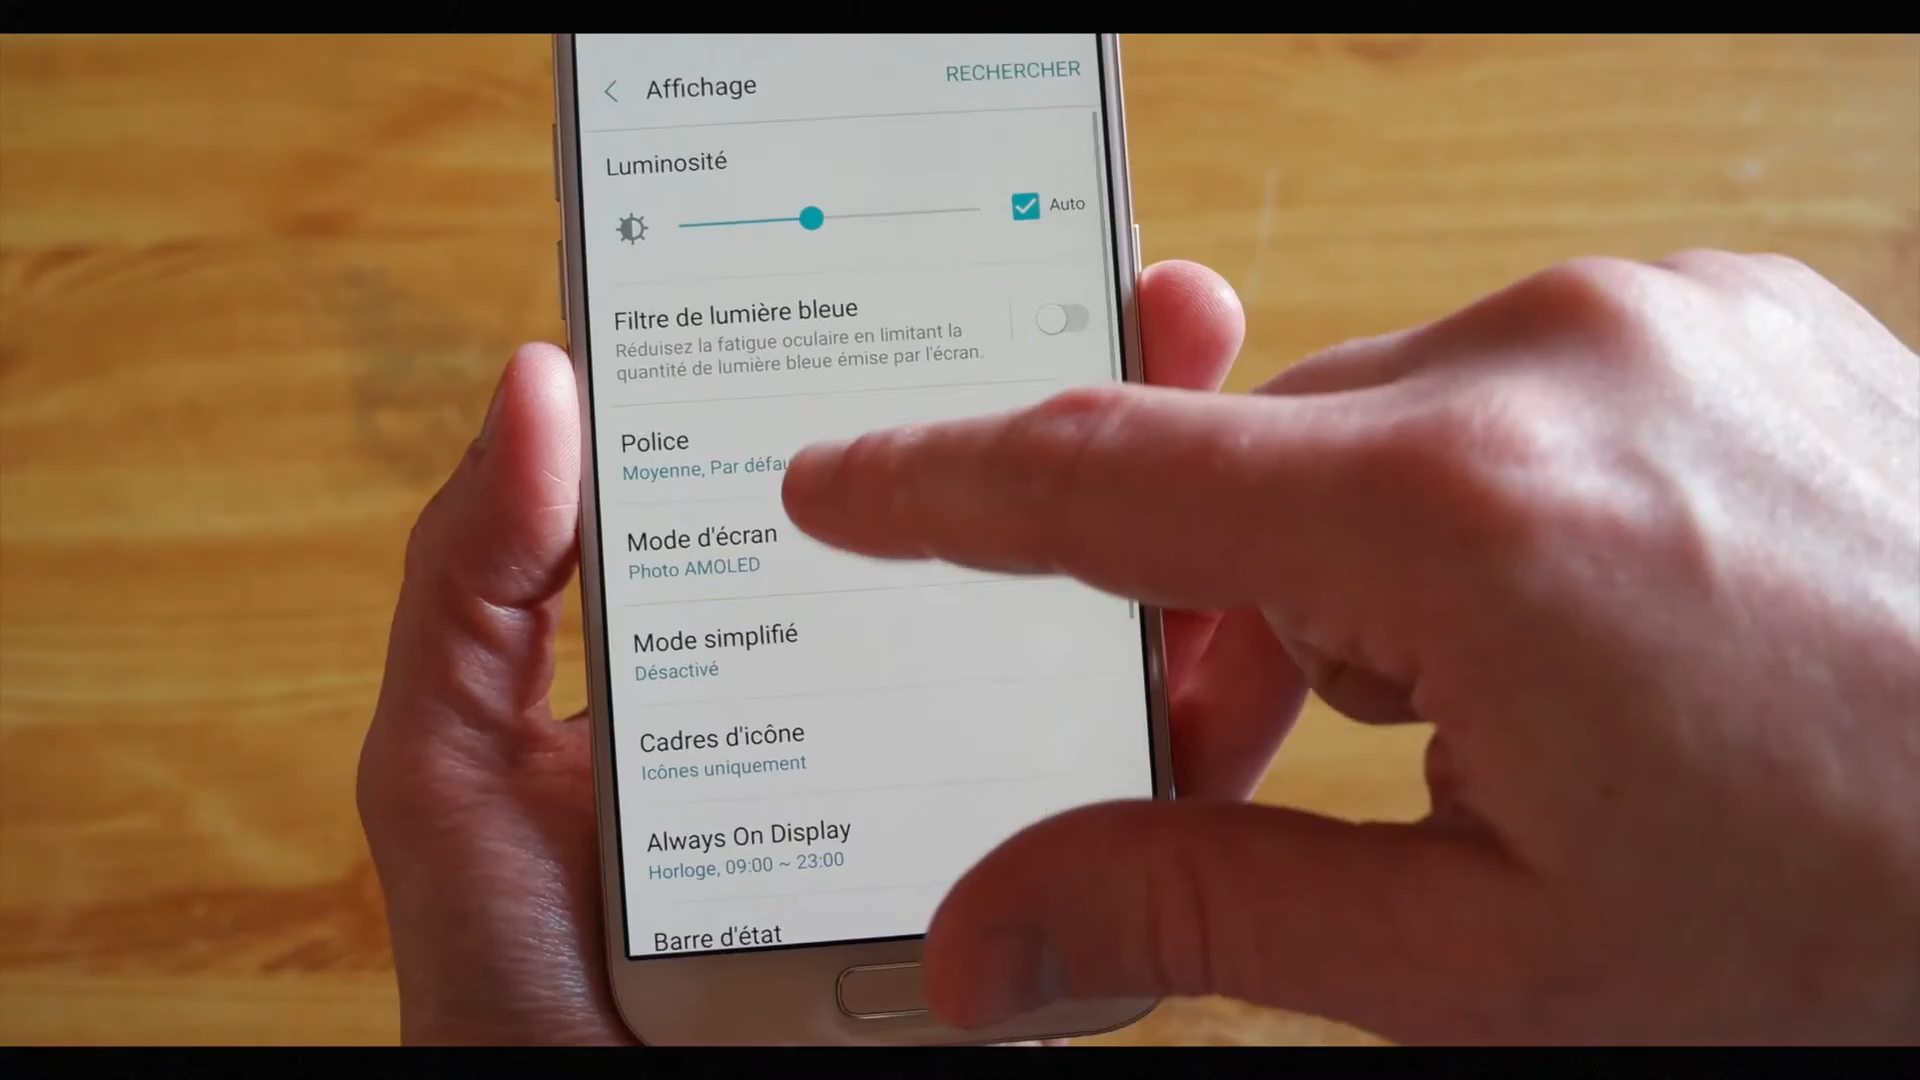 Affichage
RECHERCHER
Luminosité
Auto
Filtre de lumière bleue
Réduisez la fatigue oculaire en limitant la
quantité de lumière bleue émise par l'écran.
Police
Moyenne, Par défau
Mode d'écran
Photo AMOLED
Mode simplifié
Désactivé
Cadres d'icône
Icônes uniquement
Always On Display
Horloge, 09:00 ~ 23:00
Barre d'état